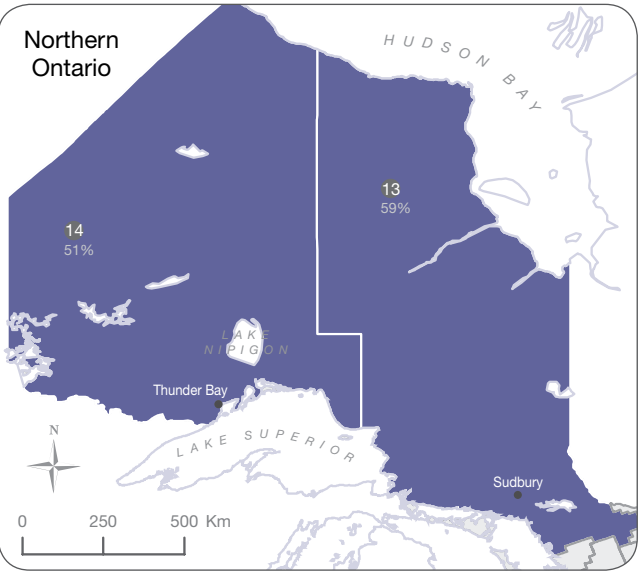 Northern
Ontario
HUDSON BAY
13
59%
14
51%
LAKE
NIPIGON
Thunder Bay
LAKE SUPERIOR
N
Sudbury
0 250 500 Km